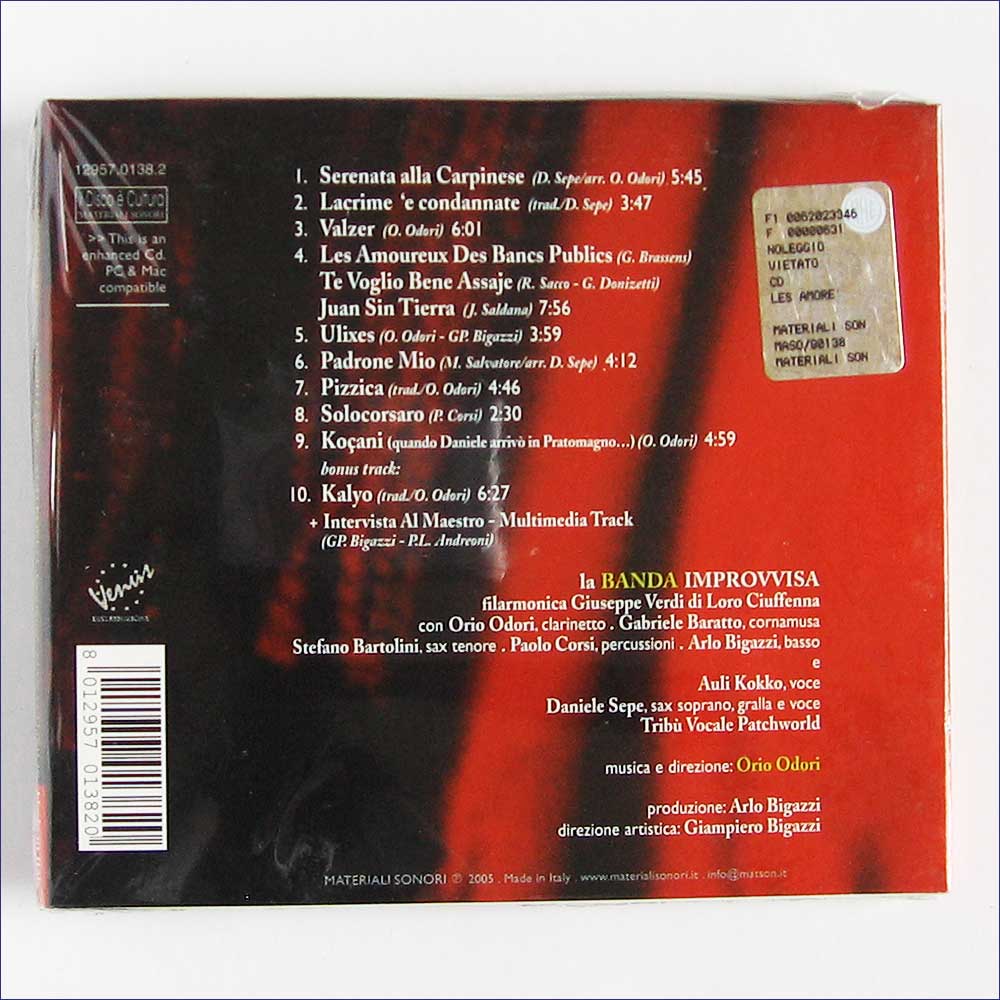 12957.0138.2
Il Disco è Cultura
MATERIALI SONORI
>> This is an
enhanced Cd.
PC & Mac
compatible
1. Serenata alla Carpinese (D. Sepe/arr. O. Odori) 5:45
2. Lacrime 'e condannate (trad./D. Sepe) 3:47
3. Valzer (O. Odori) 6:01
4. Les Amoureux Des Bancs Publics (G. Brassens)
Te Voglio Bene Assaje (R. Sacco - G. Donizetti)
Juan Sin Tierra (J. Saldana) 7:56
5. Ulixes (O. Odori - GP. Bigazzi) 3:59
6. Padrone Mio (M. Salvatore/arr. D. Sepe) 4:12
7. Pizzica (trad./O. Odori) 4:46
8. Solocorsaro (P. Corsi) 2:30
9. Koçani (quando Daniele arrivò in Pratomagno...) (O. Odori) 4:59
bonus track:
10. Kalyo (trad./O. Odori) 6:27
+ Intervista Al Maestro - Multimedia Track
(GP. Bigazzi - P.L. Andreoni)
F1 0062023346
F 00000631
NOLEGGIO
VIETATO
CD
LES AMORE'
MATERIALI SON
MASO/90138
MATERIALI SON
Venus
la BANDA IMPROVVISA
filarmonica Giuseppe Verdi di Loro Ciuffenna
con Orio Odori, clarinetto . Gabriele Baratto, cornamusa
Stefano Bartolini, sax tenore . Paolo Corsi, percussioni . Arlo Bigazzi, basso
e
Auli Kokko, voce
Daniele Sepe, sax soprano, gralla e voce
Tribù Vocale Patchworld
musica e direzione: Orio Odori
produzione: Arlo Bigazzi
direzione artistica: Giampiero Bigazzi
8 012957 013820
MATERIALI SONORI ℗ 2005 . Made in Italy . www.materialisonori.it . info@matson.it